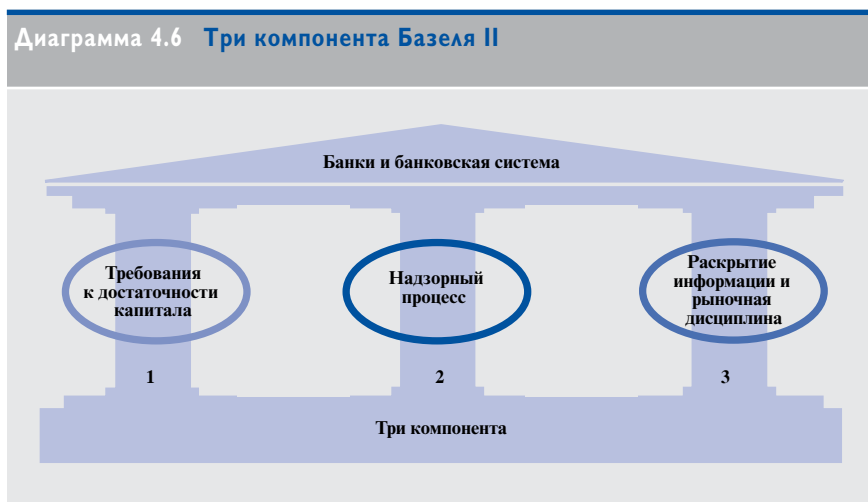 Диаграмма 4.6 Три компонента Базеля II
Банки и банковская система
Требования
к достаточности
капитала
Надзорный
процесс
Раскрытие
информации и
рыночная
дисциплина
1
2
3
Три компонента